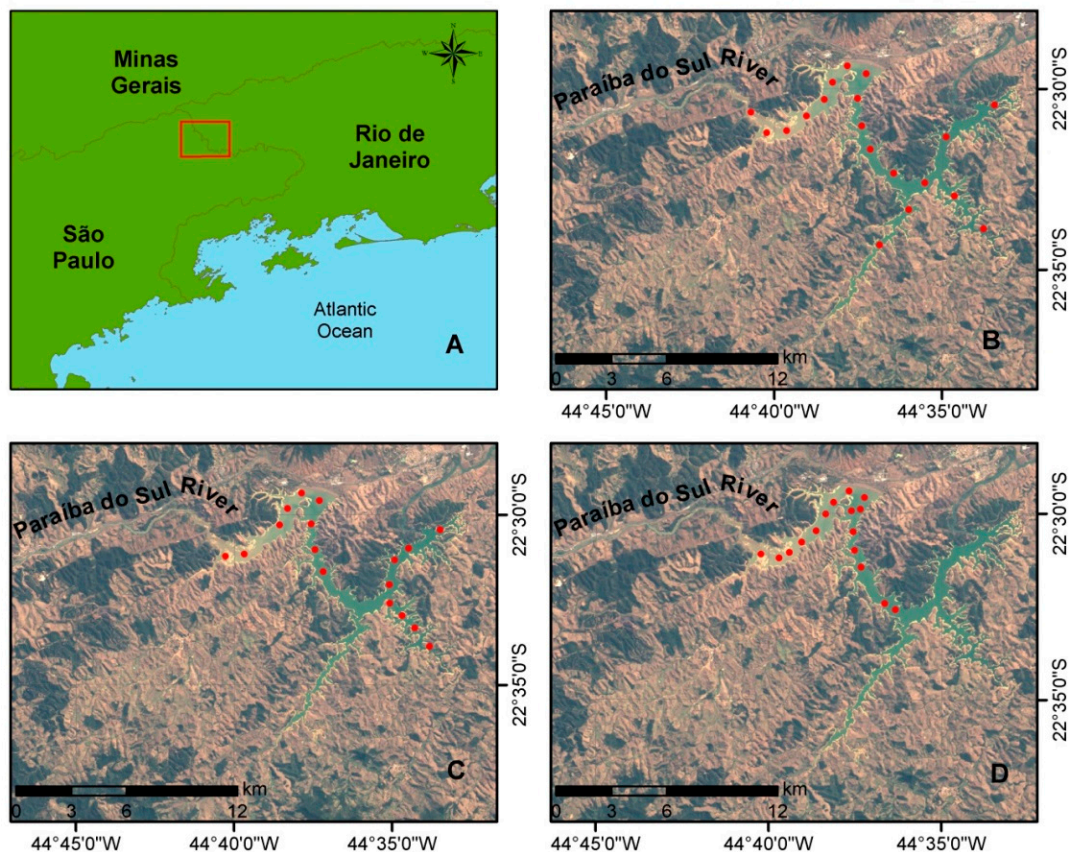 Minas
Gerais
N
W
E
S
Rio de
Janeiro
São
Paulo
Atlantic
Ocean
A
Paraíba do Sul River
B
km
0 3 6 12
22°30'0"S
22°35'0"S
44°45'0"W 44°40'0"W 44°35'0"W
Paraíba do Sul River
C
km
0 3 6 12
22°30'0"S
22°35'0"S
44°45'0"W 44°40'0"W 44°35'0"W
Paraíba do Sul River
D
km
0 3 6 12
22°30'0"S
22°35'0"S
44°45'0"W 44°40'0"W 44°35'0"W